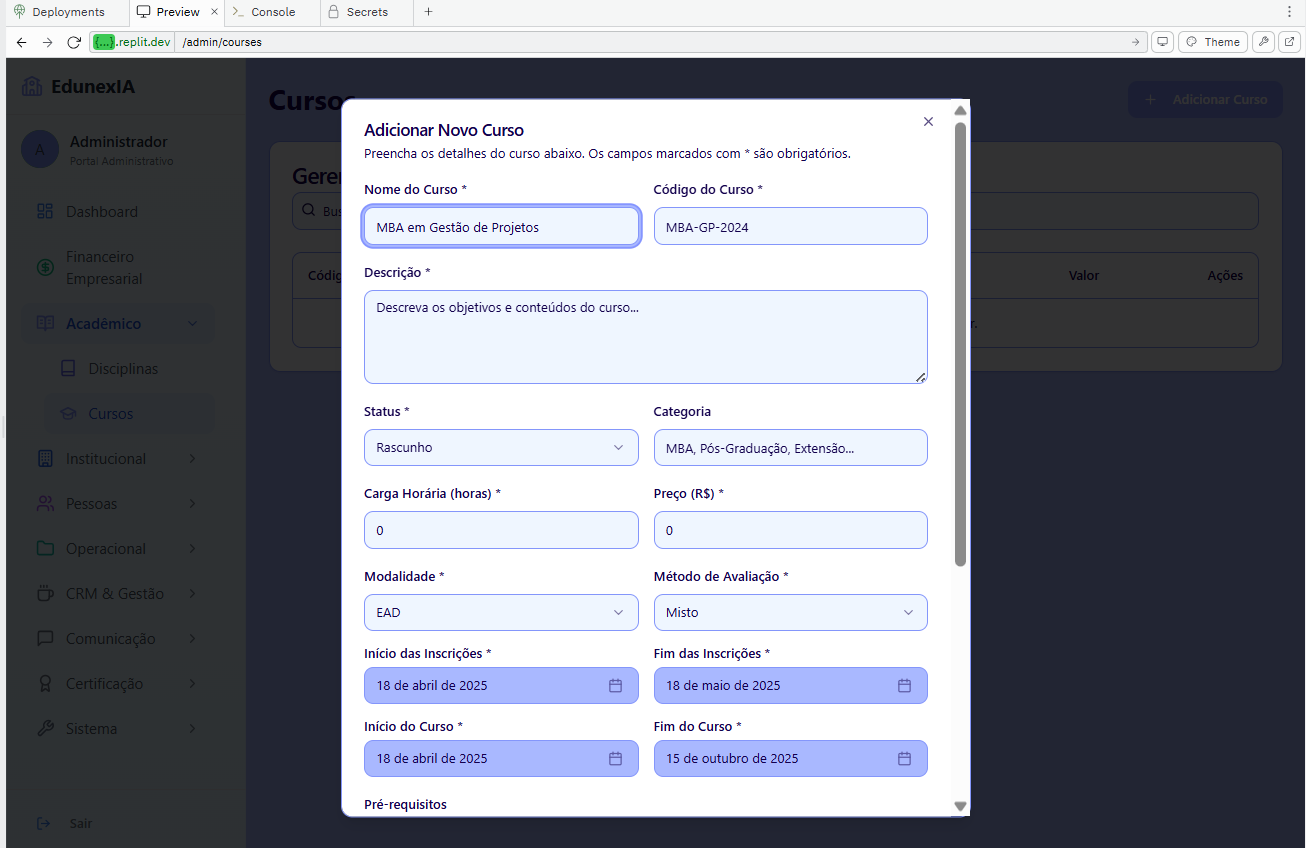 Deployments
Preview
Console
Secrets
{...}.replit.dev
/admin/courses
Theme
EdunexIA
A
Administrador
Portal Administrativo
Dashboard
Financeiro
Empresarial
Acadêmico
Disciplinas
Cursos
Institucional
Pessoas
Operacional
CRM & Gestão
Comunicação
Certificação
Sistema
Sair
Cursos
Adicionar Curso
Valor
Ações
Adicionar Novo Curso
Preencha os detalhes do curso abaixo. Os campos marcados com * são obrigatórios.
Nome do Curso *
Código do Curso *
MBA em Gestão de Projetos
MBA-GP-2024
Descrição *
Descreva os objetivos e conteúdos do curso...
Status *
Categoria
Rascunho
MBA, Pós-Graduação, Extensão...
Carga Horária (horas) *
Preço (R$) *
0
0
Modalidade *
Método de Avaliação *
EAD
Misto
Início das Inscrições *
Fim das Inscrições *
18 de abril de 2025
18 de maio de 2025
Início do Curso *
Fim do Curso *
18 de abril de 2025
15 de outubro de 2025
Pré-requisitos